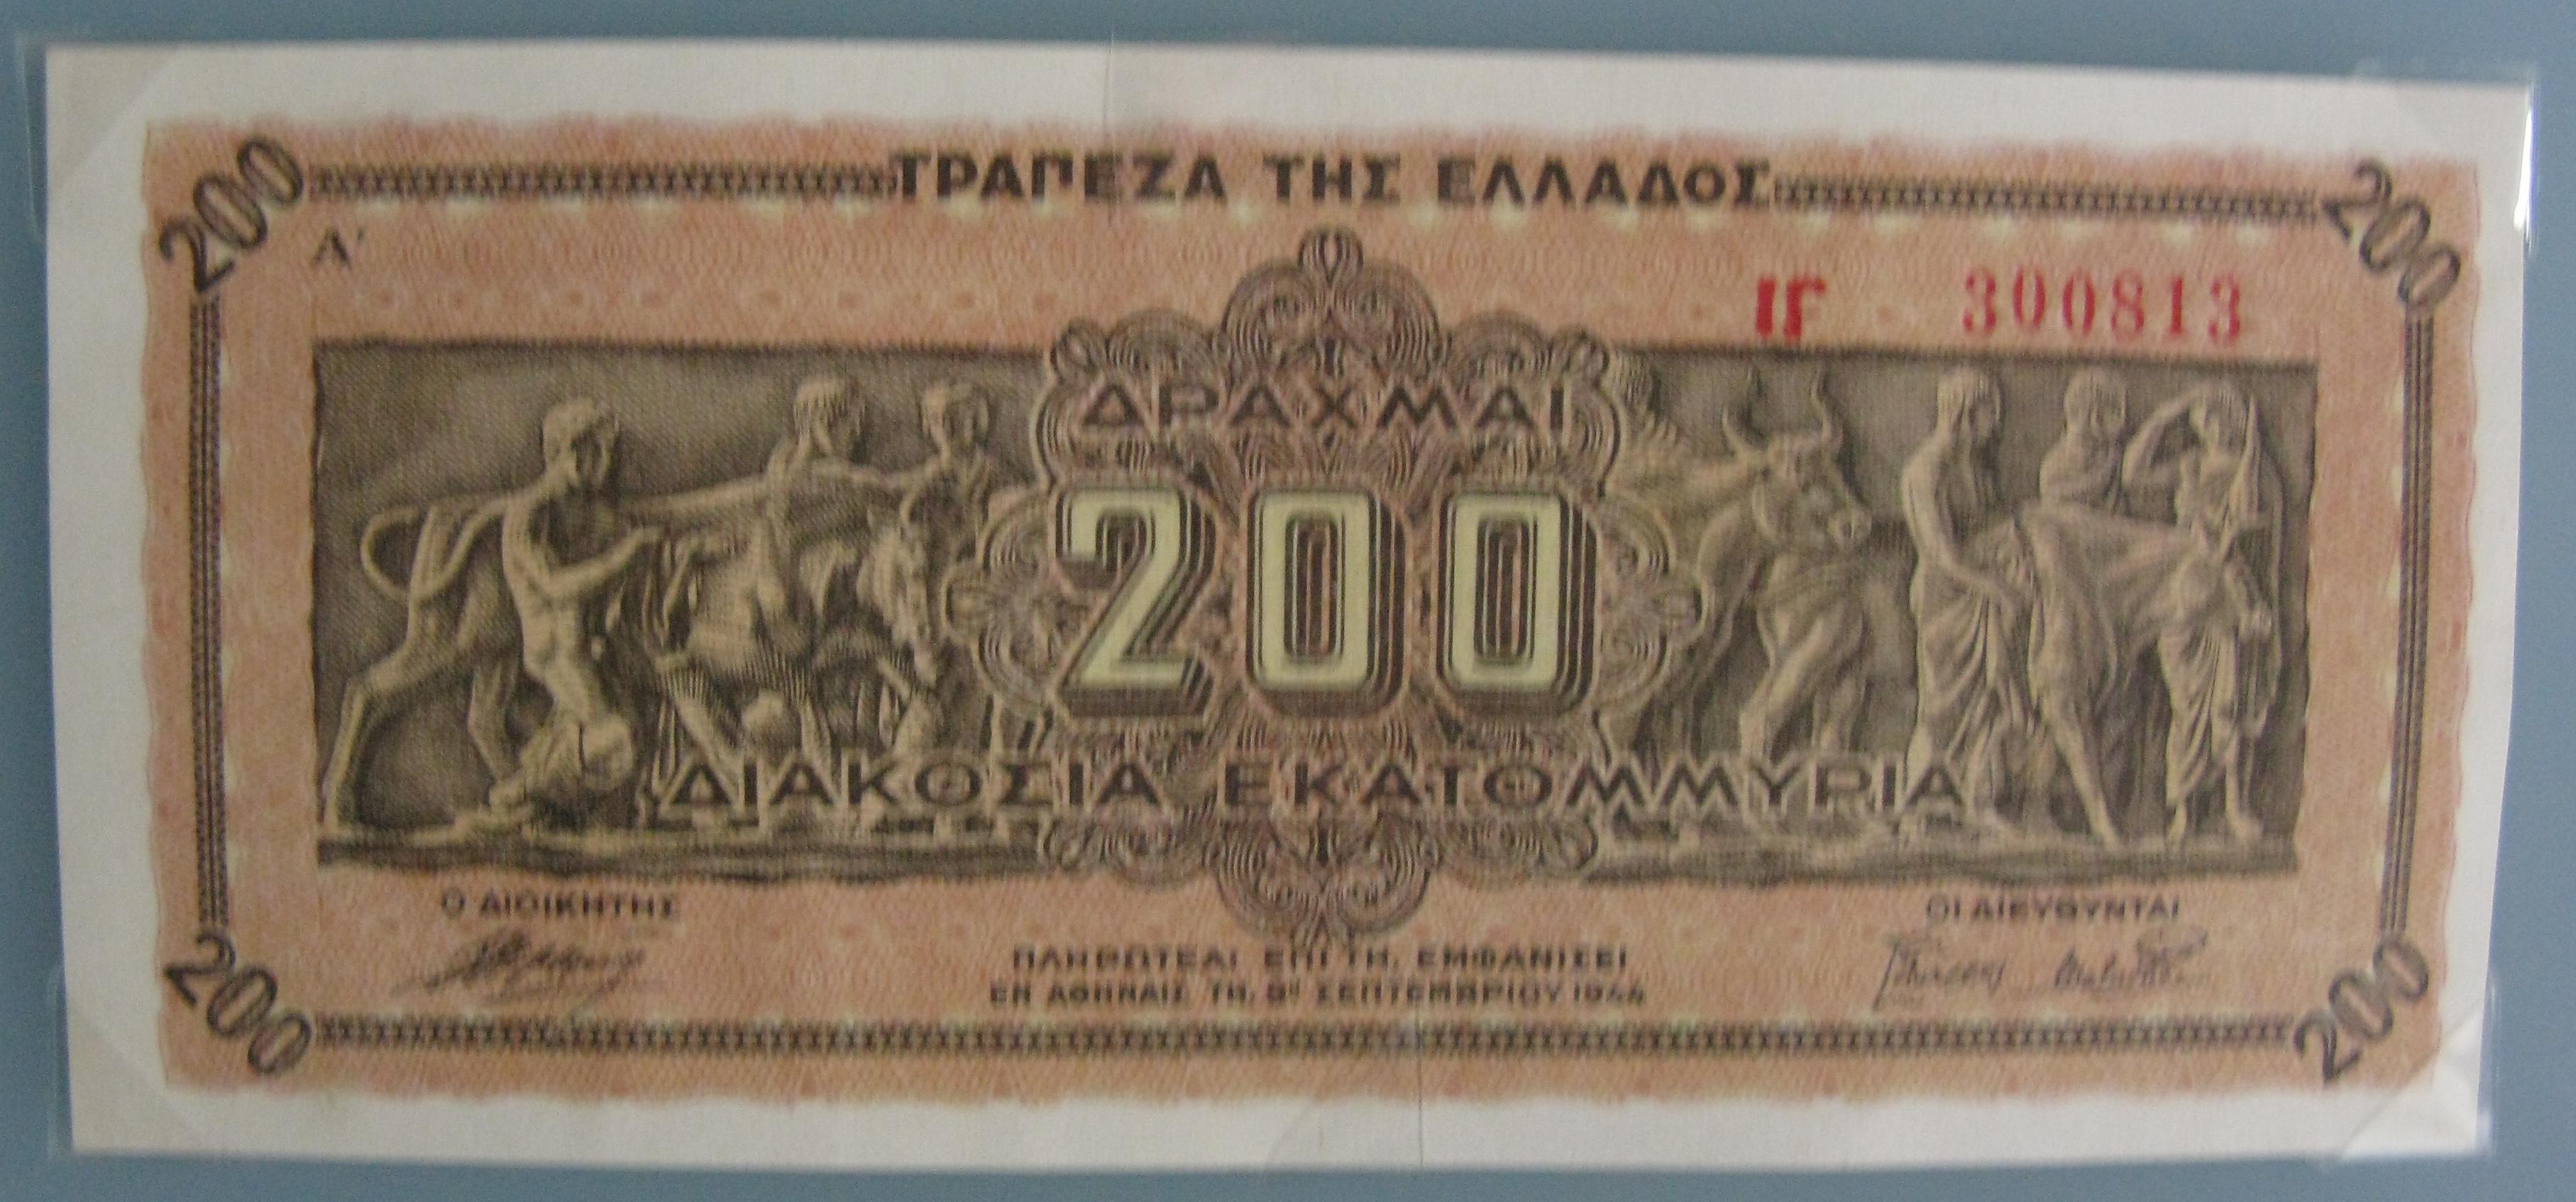 200 ΤΡΑΠΕΖΑ ΤΗΣ ΕΛΛΑΔΟΣ 200
Α'
ΙΓ 300813
ΔΡΑΧΜΑΙ
200
ΔΙΑΚΟΣΙΑ ΕΚΑΤΟΜΜΥΡΙΑ
Ο ΔΙΟΙΚΗΤΗΣ
ΟΙ ΔΙΕΥΘΥΝΤΑΙ
ΠΛΗΡΩΤΕΑΙ ΕΠΙ ΤΗ, ΕΜΦΑΝΙΣΕΙ
ΕΝ ΑΘΗΝΑΙΣ ΤΗ, 9ῃ ΣΕΠΤΕΜΒΡΙΟΥ 1944
200 200